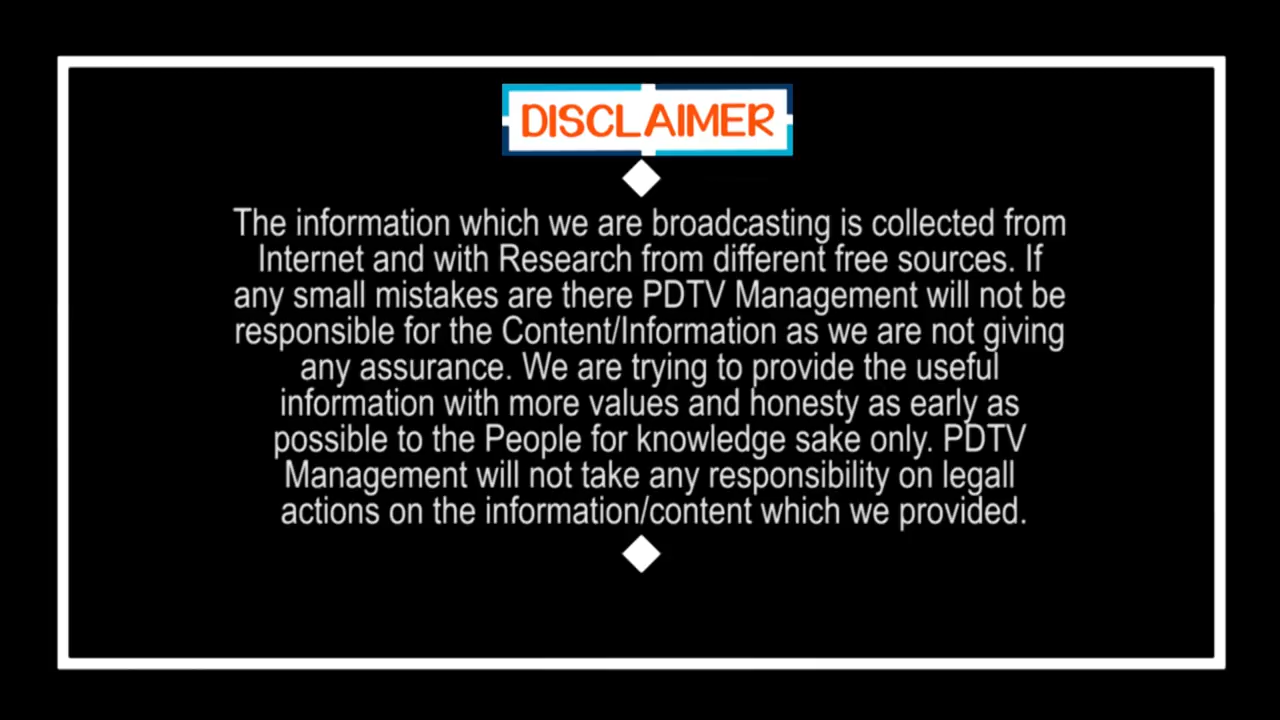 DISCLAIMER
The information which we are broadcasting is collected from
Internet and with Research from different free sources. If
any small mistakes are there PDTV Management will not be
responsible for the Content/Information as we are not giving
any assurance. We are trying to provide the useful
information with more values and honesty as early as
possible to the People for knowledge sake only. PDTV
Management will not take any responsibility on legall
actions on the information/content which we provided.